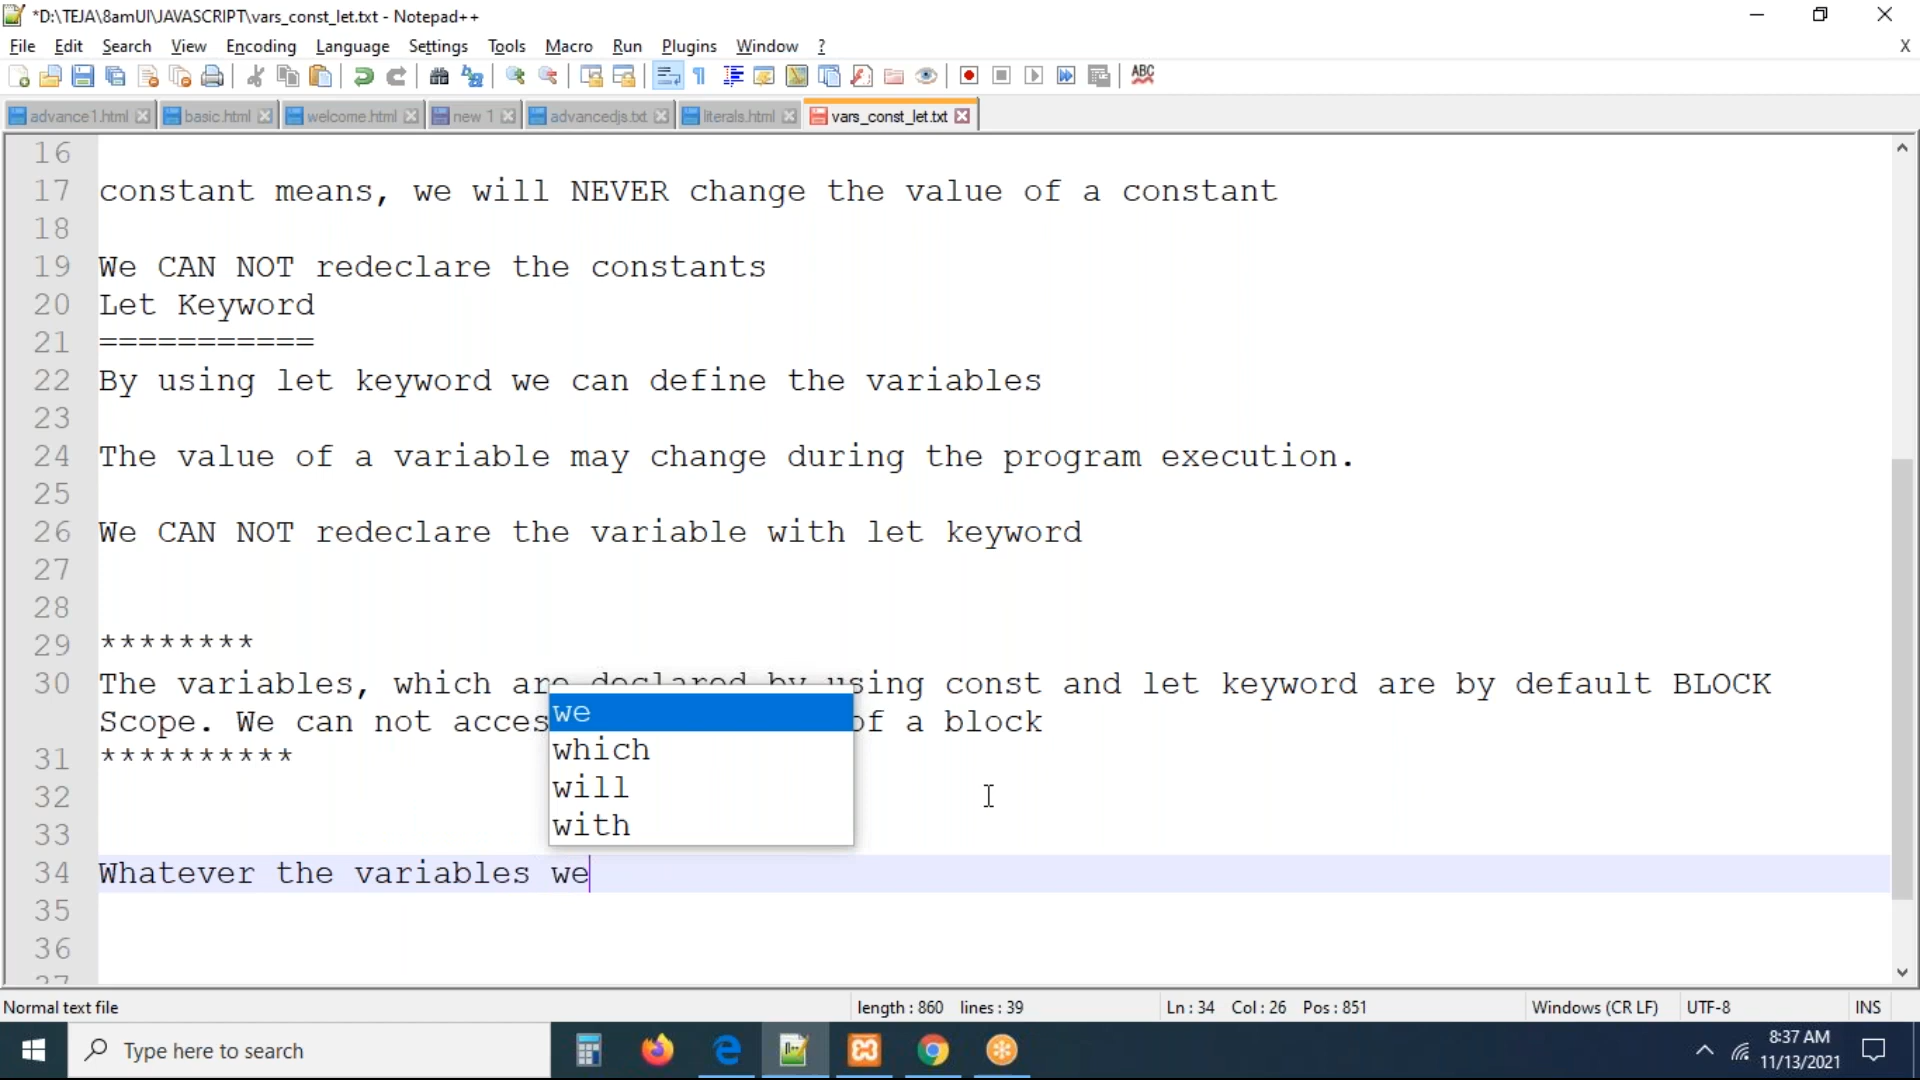 *D:\TEJA\8amUI\JAVASCRIPT\vars_const_let.txt - Notepad++
File Edit Search View Encoding Language Settings Tools Macro Run Plugins Window ? X
ABC
advance1.html basic.html welcome.html new 1 advancedjs.txt literals.html vars_const_let.txt
16
17 constant means, we will NEVER change the value of a constant
18
19 We CAN NOT redeclare the constants
20 Let Keyword
21 ===========
22 By using let keyword we can define the variables
23
24 The value of a variable may change during the program execution.
25
26 We CAN NOT redeclare the variable with let keyword
27
28
29 ********
30 The variables, which are declared by using const and let keyword are by default BLOCK
Scope. We can not acces of a block
31 **********
we
which
will
with
32
33
34 Whatever the variables we
35
36
37
Normal text file length : 860 lines : 39 Ln : 34 Col : 26 Pos : 851 Windows (CR LF) UTF-8 INS
Type here to search
8:37 AM
11/13/2021